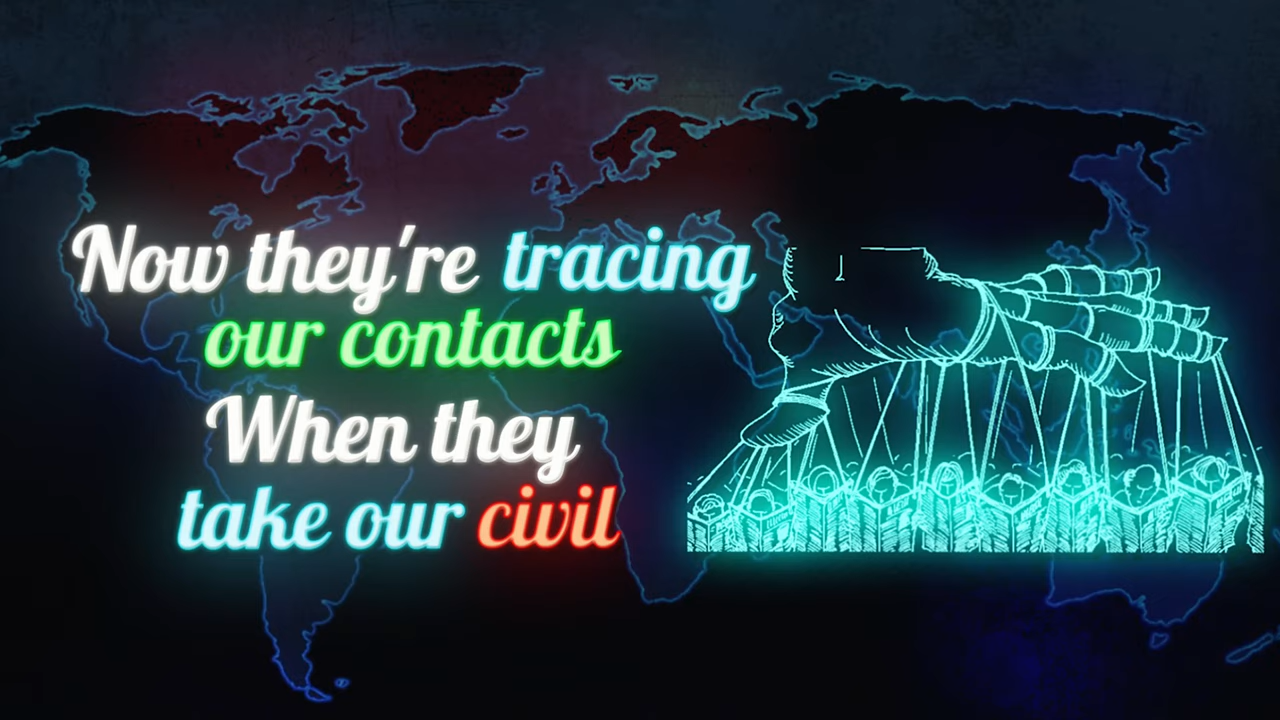 Now they're tracing
our contacts
When they
take our civil